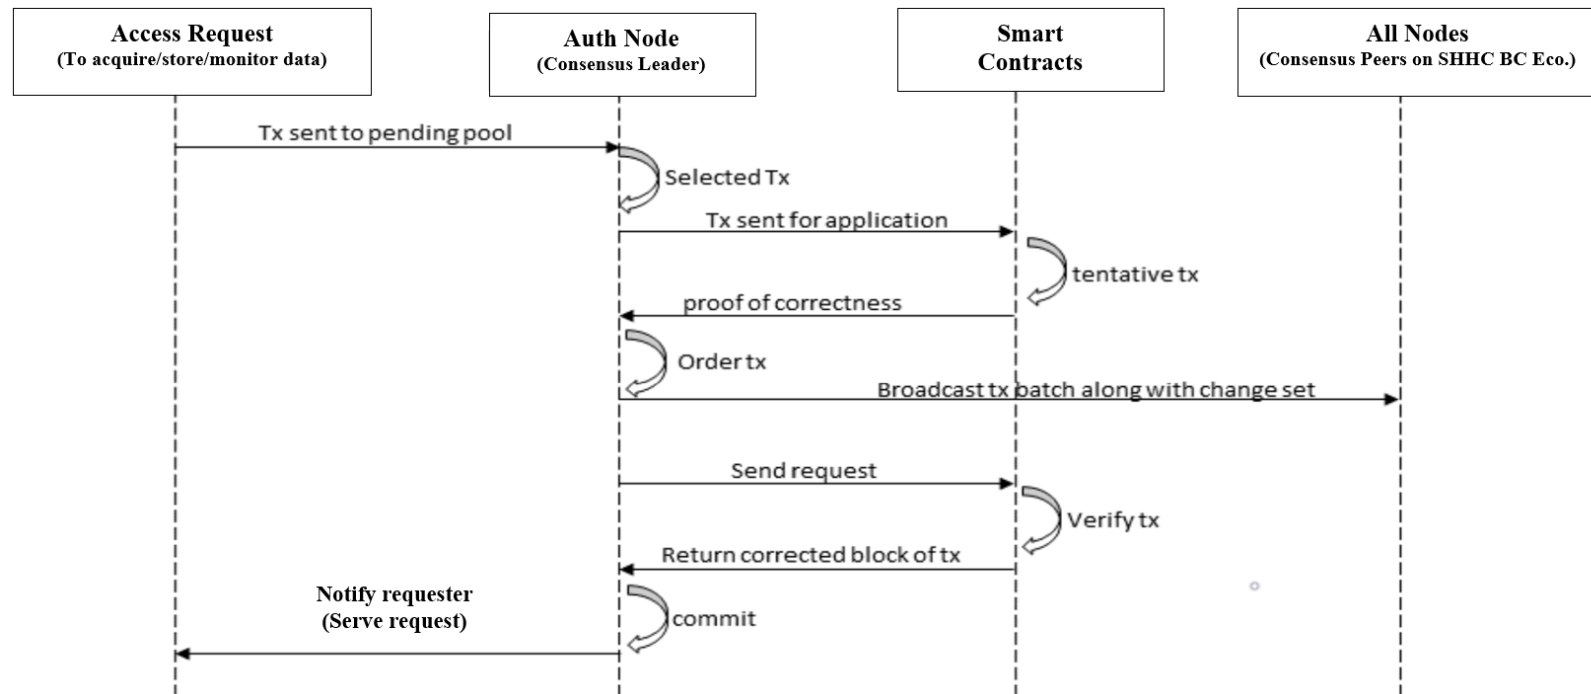 Access Request
(To acquire/store/monitor data)
Auth Node
(Consensus Leader)
Smart
Contracts
All Nodes
(Consensus Peers on SHHC BC Eco.)
Tx sent to pending pool
Selected Tx
Tx sent for application
tentative tx
proof of correctness
Order tx
Broadcast tx batch along with change set
Send request
Verify tx
Return corrected block of tx
Notify requester
(Serve request)
commit